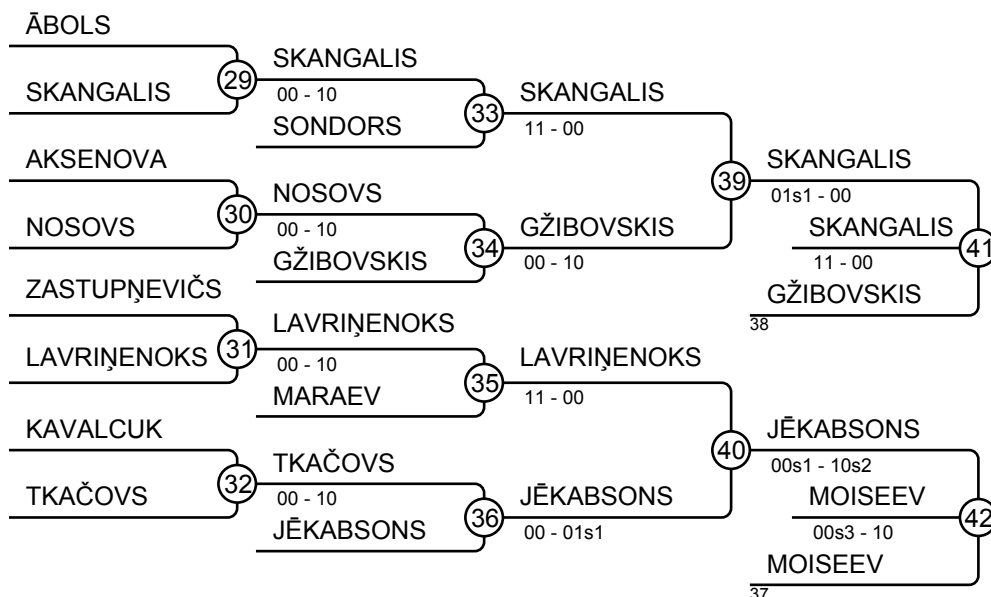 ĀBOLS
SKANGALIS
29
SKANGALIS
00 - 10
SONDORS
33
SKANGALIS
11 - 00
AKSENOVA
NOSOVS
30
NOSOVS
00 - 10
GŽIBOVSKIS
34
GŽIBOVSKIS
00 - 10
39
SKANGALIS
01s1 - 00
SKANGALIS
11 - 00
GŽIBOVSKIS
38
41
ZASTUPŅEVIČS
LAVRIŅENOKS
31
LAVRIŅENOKS
00 - 10
MARAEV
35
LAVRIŅENOKS
11 - 00
KAVALCUK
TKAČOVS
32
TKAČOVS
00 - 10
JĒKABSONS
36
JĒKABSONS
00 - 01s1
40
JĒKABSONS
00s1 - 10s2
MOISEEV
00s3 - 10
MOISEEV
37
42